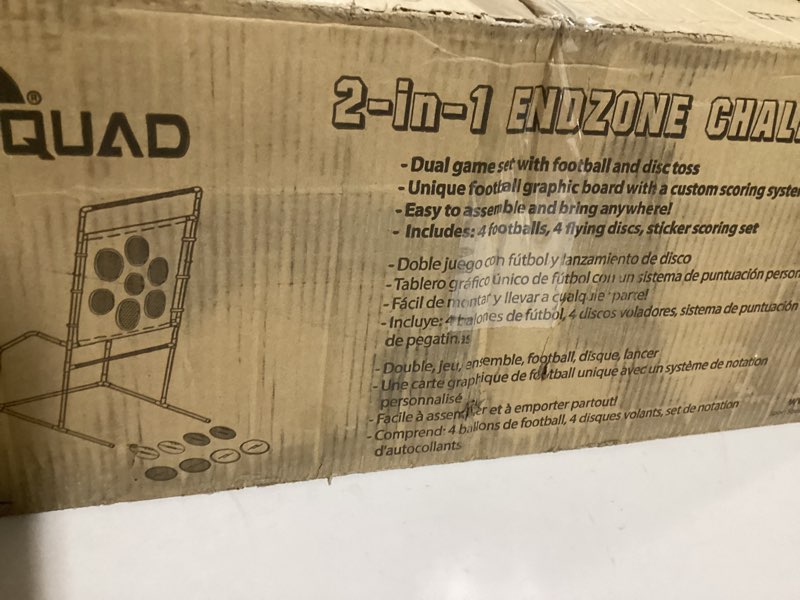 QUAD®
2-in-1 ENDZONE CHAL
- Dual game set with football and disc toss
- Unique football graphic board with a custom scoring syste
- Easy to assemble and bring anywhere!
- Includes: 4 footballs, 4 flying discs, sticker scoring set
- Doble juego con fútbol y lanzamiento de disco
- Tablero gráfico único de fútbol con un sistema de puntuación person
- Fácil de montar y llevar a cualquie parte!
- Incluye: 4 balones de fútbol, 4 discos voladores, sistema de puntuación
de pegatinas
- Double, jeu, ensemble, football, disque, lancer
- Une carte graphique de football unique avec un système de notation
personnalisé
- Facile à assembler et à emporter partout!
- Comprend: 4 ballons de football, 4 disques volants, set de notation
d'autocollants